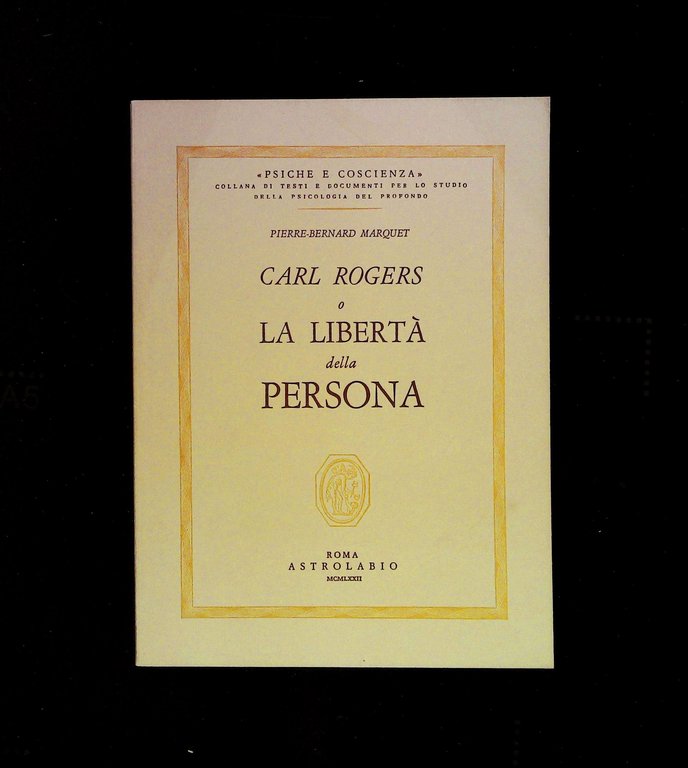 «PSICHE E COSCIENZA»
COLLANA DI TESTI E DOCUMENTI PER LO STUDIO
DELLA PSICOLOGIA DEL PROFONDO
PIERRE-BERNARD MARQUET
CARL ROGERS
o
LA LIBERTÀ
della
PERSONA
ROMA
ASTROLABIO
MCMLXXII